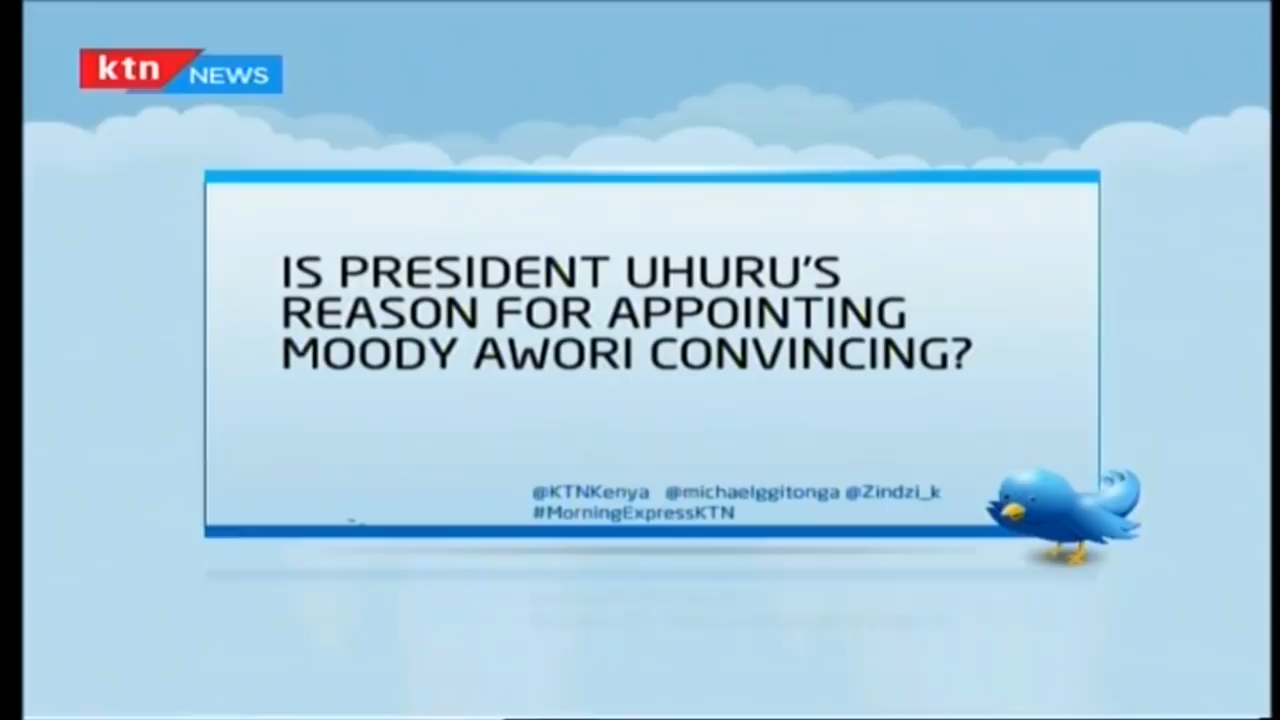 ktn NEWS
IS PRESIDENT UHURU'S
REASON FOR APPOINTING
MOODY AWORI CONVINCING?
@KTNKenya @michaelggitonga @Zindzi_k
#MorningExpressKTN